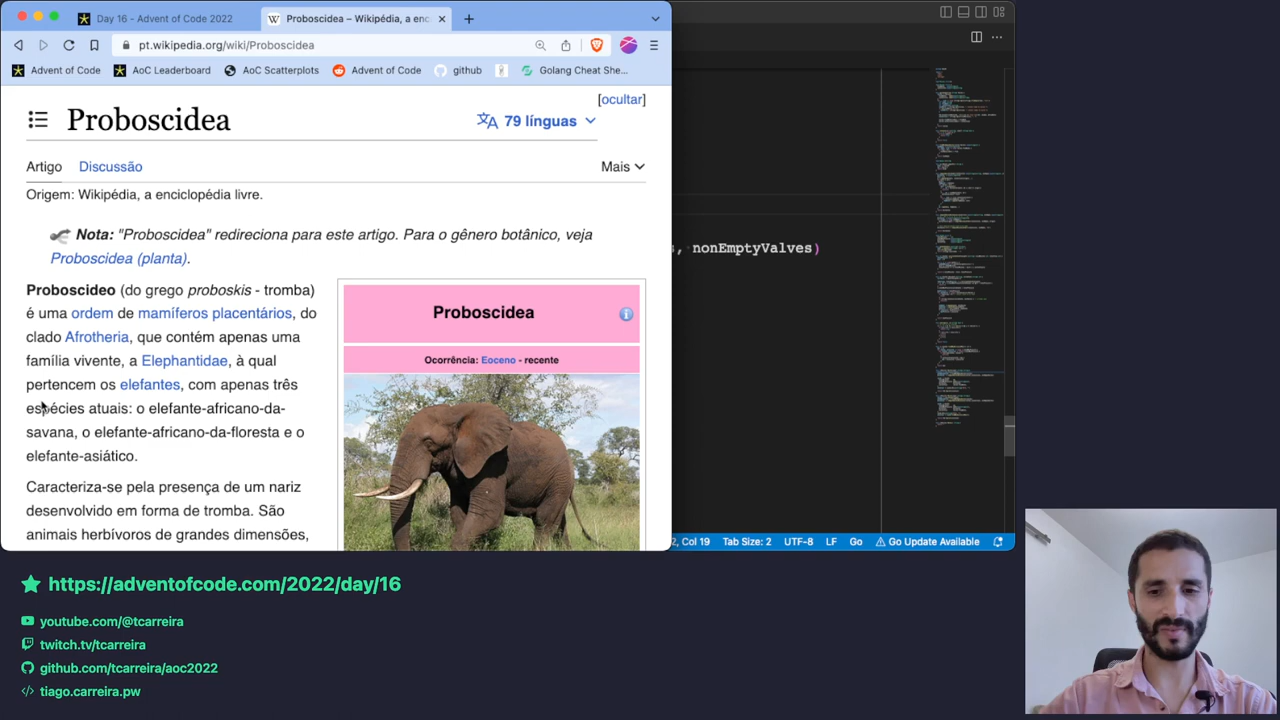 Day 16 - Advent of Code 2022
Proboscidea – Wikipédia, a enc
pt.wikipedia.org/wiki/Proboscidea
Advent of Code
AoC Leaderboard
AoC Scatterplots
Advent of Code
github
Golang Cheat She...
[ocultar]
Proboscidea
79 línguas
Artigo Discussão
Mais
Origem: Wikipédia, a enciclopédia livre.
"Proboscidea" redireciona para este artigo. Para o gênero botânico, veja
Proboscidea (planta).
Proboscidea (do grego proboskis, tromba)
é uma ordem de mamíferos placentários, do
clado Afrotheria, que contém apenas uma
família vivente, a Elephantidae, à qual
pertencem os elefantes, com apenas três
espécies atuais: o elefante-africano-da-
savana, o elefante-africano-da-floresta e o
elefante-asiático.
Caracteriza-se pela presença de um nariz
desenvolvido em forma de tromba. São
animais herbívoros de grandes dimensões,
Proboscidea
Ocorrência: Eoceno - recente
, nonEmptyValves)
2, Col 19
Tab Size: 2
UTF-8
LF
Go
Go Update Available
https://adventofcode.com/2022/day/16
youtube.com/@tcarreira
twitch.tv/tcarreira
github.com/tcarreira/aoc2022
tiago.carreira.pw